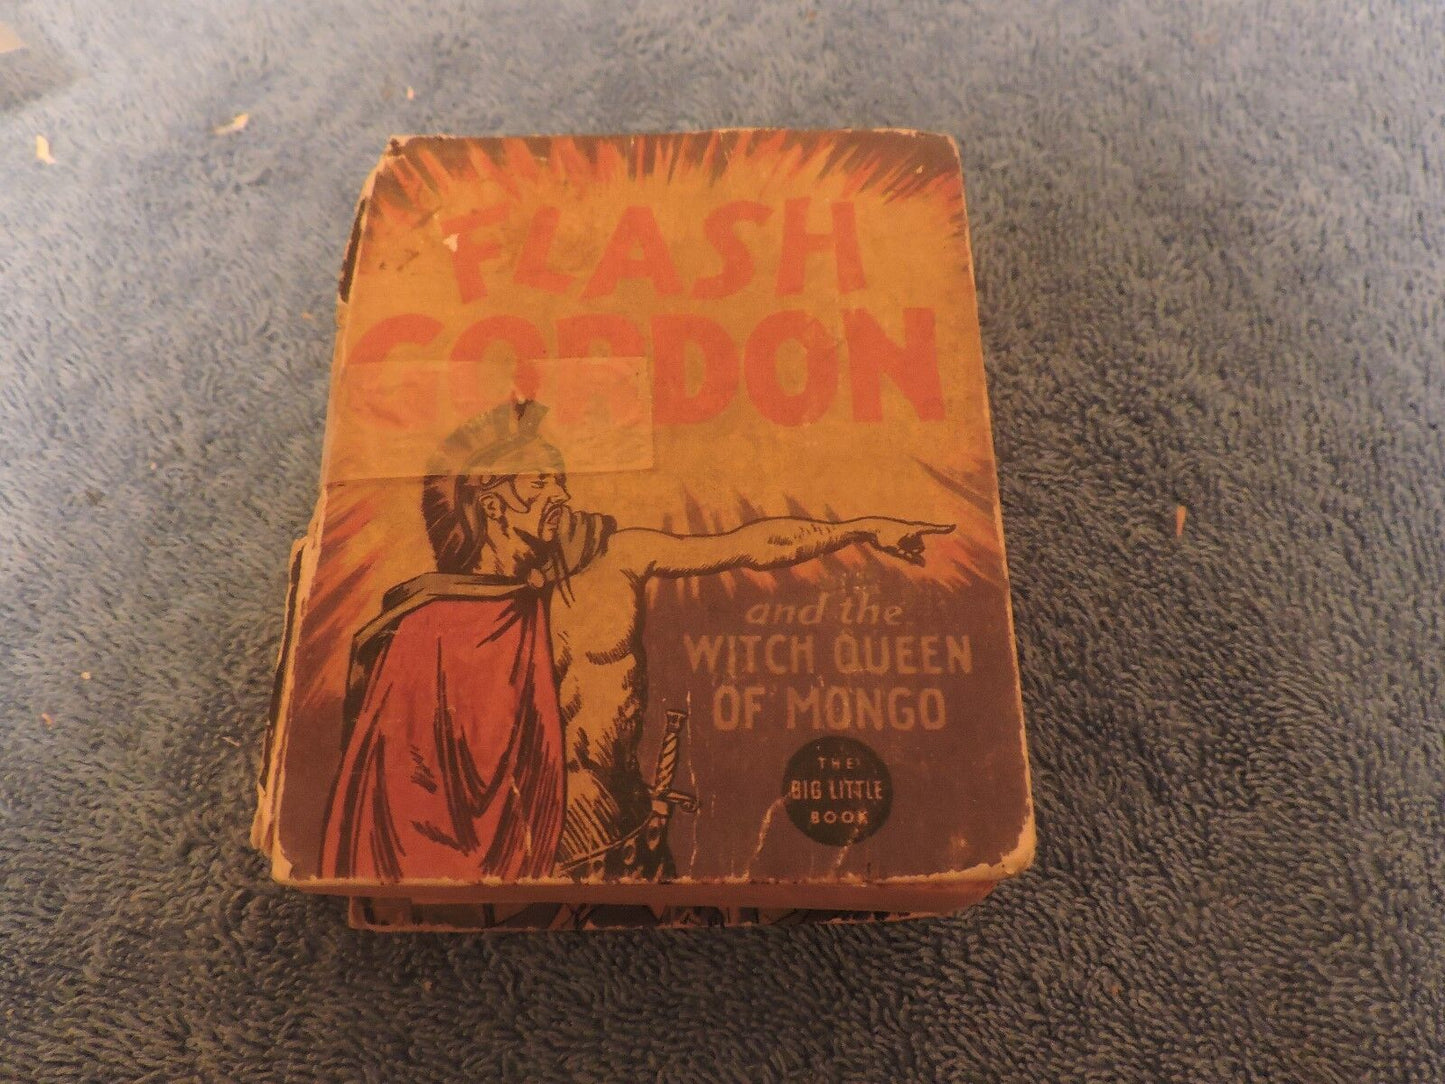 FLASH
GORDON
and the
WITCH QUEEN
OF MONGO
THE
BIG LITTLE
BOOK